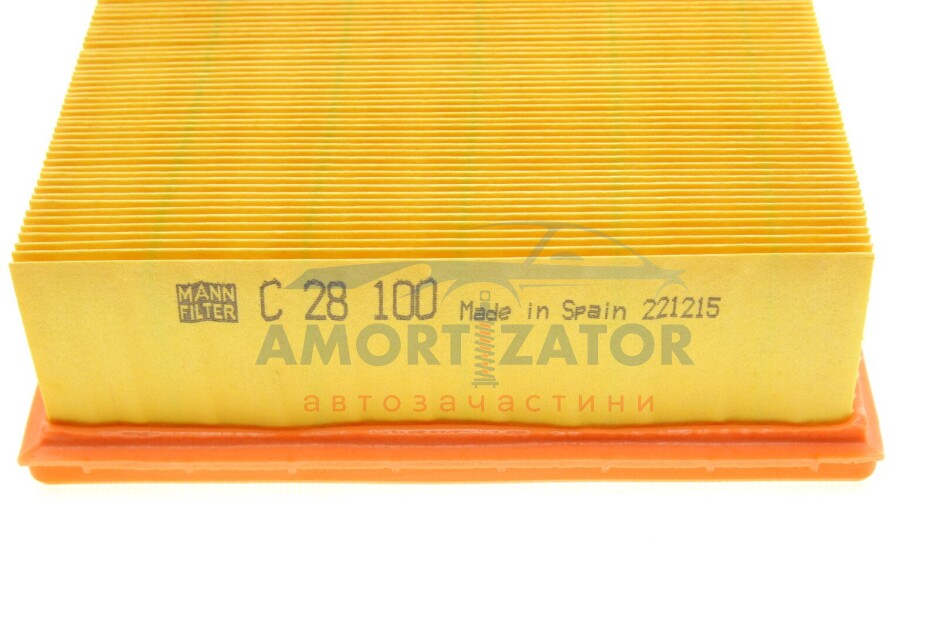 MANN
FILTER
C 28 100 Made in Spain 221215
AMORTIZATOR
автозачастини